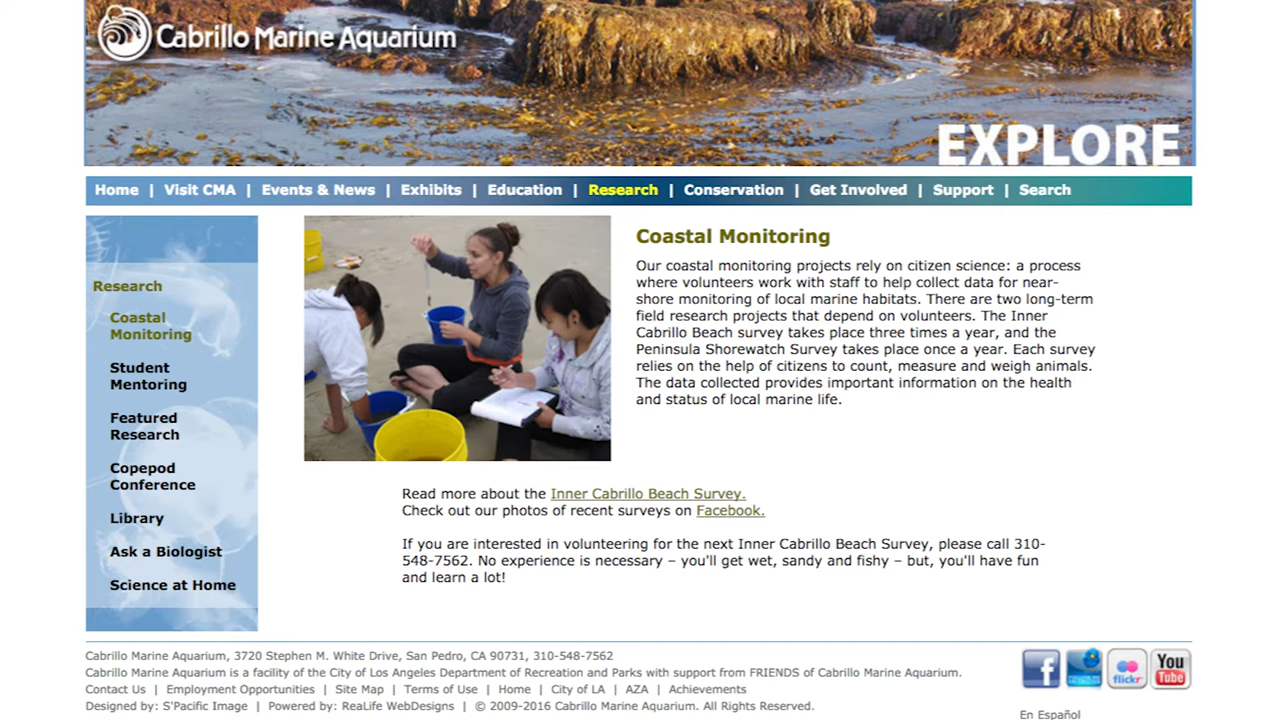 Cabrillo Marine Aquarium
EXPLORE
Home | Visit CMA | Events & News | Exhibits | Education | Research | Conservation | Get Involved | Support | Search
Research
Coastal
Monitoring
Student
Mentoring
Featured
Research
Copepod
Conference
Library
Ask a Biologist
Science at Home
Coastal Monitoring
Our coastal monitoring projects rely on citizen science: a process
where volunteers work with staff to help collect data for near-
shore monitoring of local marine habitats. There are two long-term
field research projects that depend on volunteers. The Inner
Cabrillo Beach survey takes place three times a year, and the
Peninsula Shorewatch Survey takes place once a year. Each survey
relies on the help of citizens to count, measure and weigh animals.
The data collected provides important information on the health
and status of local marine life.
Read more about the Inner Cabrillo Beach Survey.
Check out our photos of recent surveys on Facebook.
If you are interested in volunteering for the next Inner Cabrillo Beach Survey, please call 310-
548-7562. No experience is necessary – you'll get wet, sandy and fishy – but, you'll have fun
and learn a lot!
Cabrillo Marine Aquarium, 3720 Stephen M. White Drive, San Pedro, CA 90731, 310-548-7562
Cabrillo Marine Aquarium is a facility of the City of Los Angeles Department of Recreation and Parks with support from FRIENDS of Cabrillo Marine Aquarium.
Contact Us | Employment Opportunities | Site Map | Terms of Use | Home | City of LA | AZA | Achievements
Designed by: S'Pacific Image | Powered by: ReaLife WebDesigns | © 2009-2016 Cabrillo Marine Aquarium. All Rights Reserved.
f
flickr
You
Tube
En Español